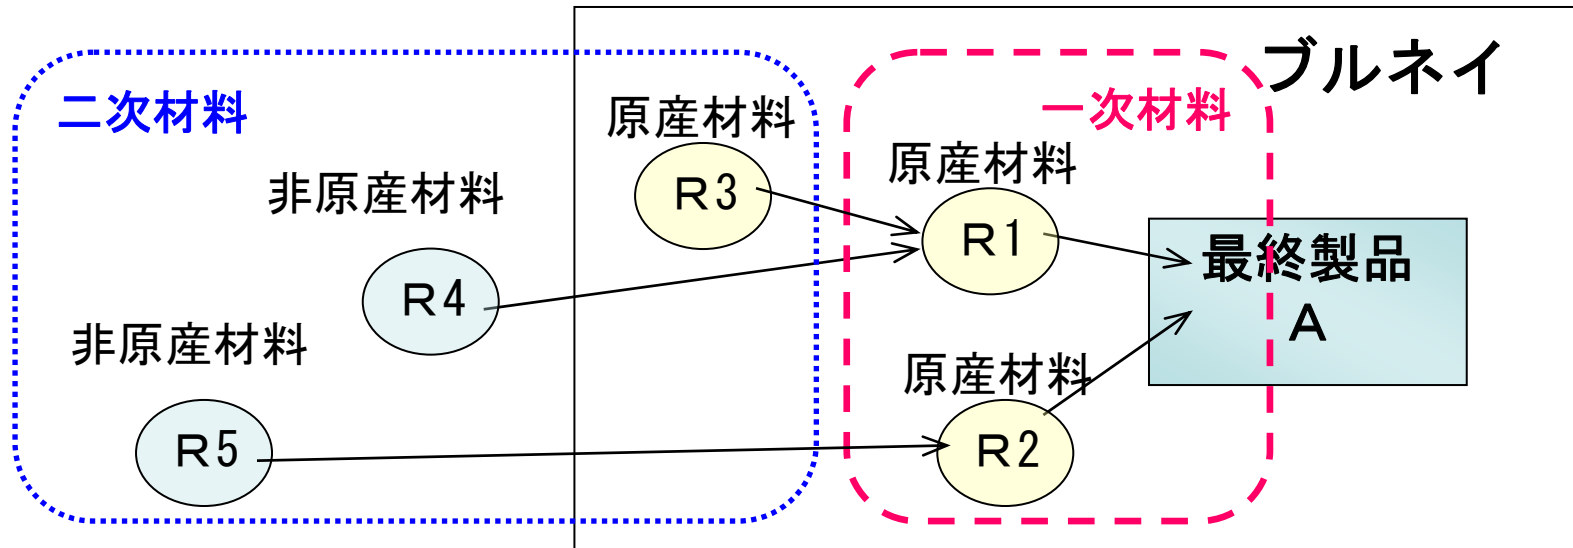 ブルネイ
二次材料
一次材料
原産材料
R3
原産材料
R1
非原産材料
R4
最終製品
A
非原産材料
R5
原産材料
R2